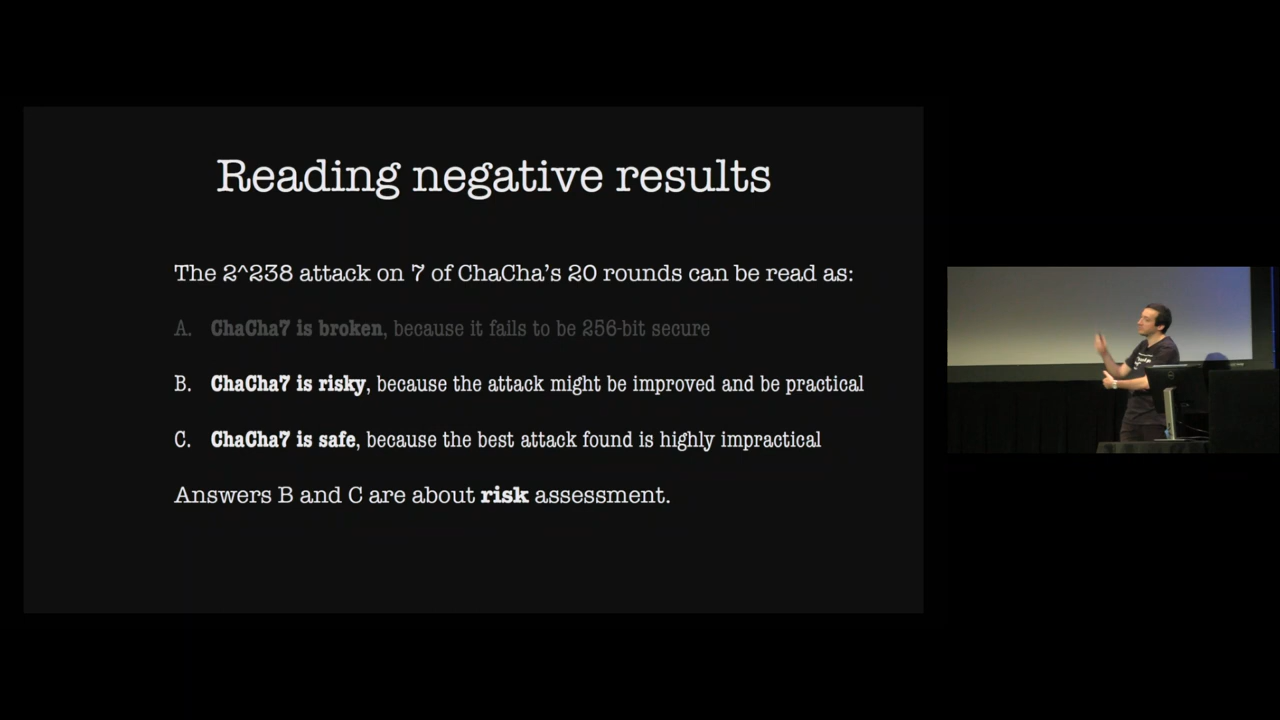 Reading negative results
The 2^238 attack on 7 of ChaCha's 20 rounds can be read as:
A. ChaCha7 is broken, because it fails to be 256-bit secure
B. ChaCha7 is risky, because the attack might be improved and be practical
C. ChaCha7 is safe, because the best attack found is highly impractical
Answers B and C are about risk assessment.